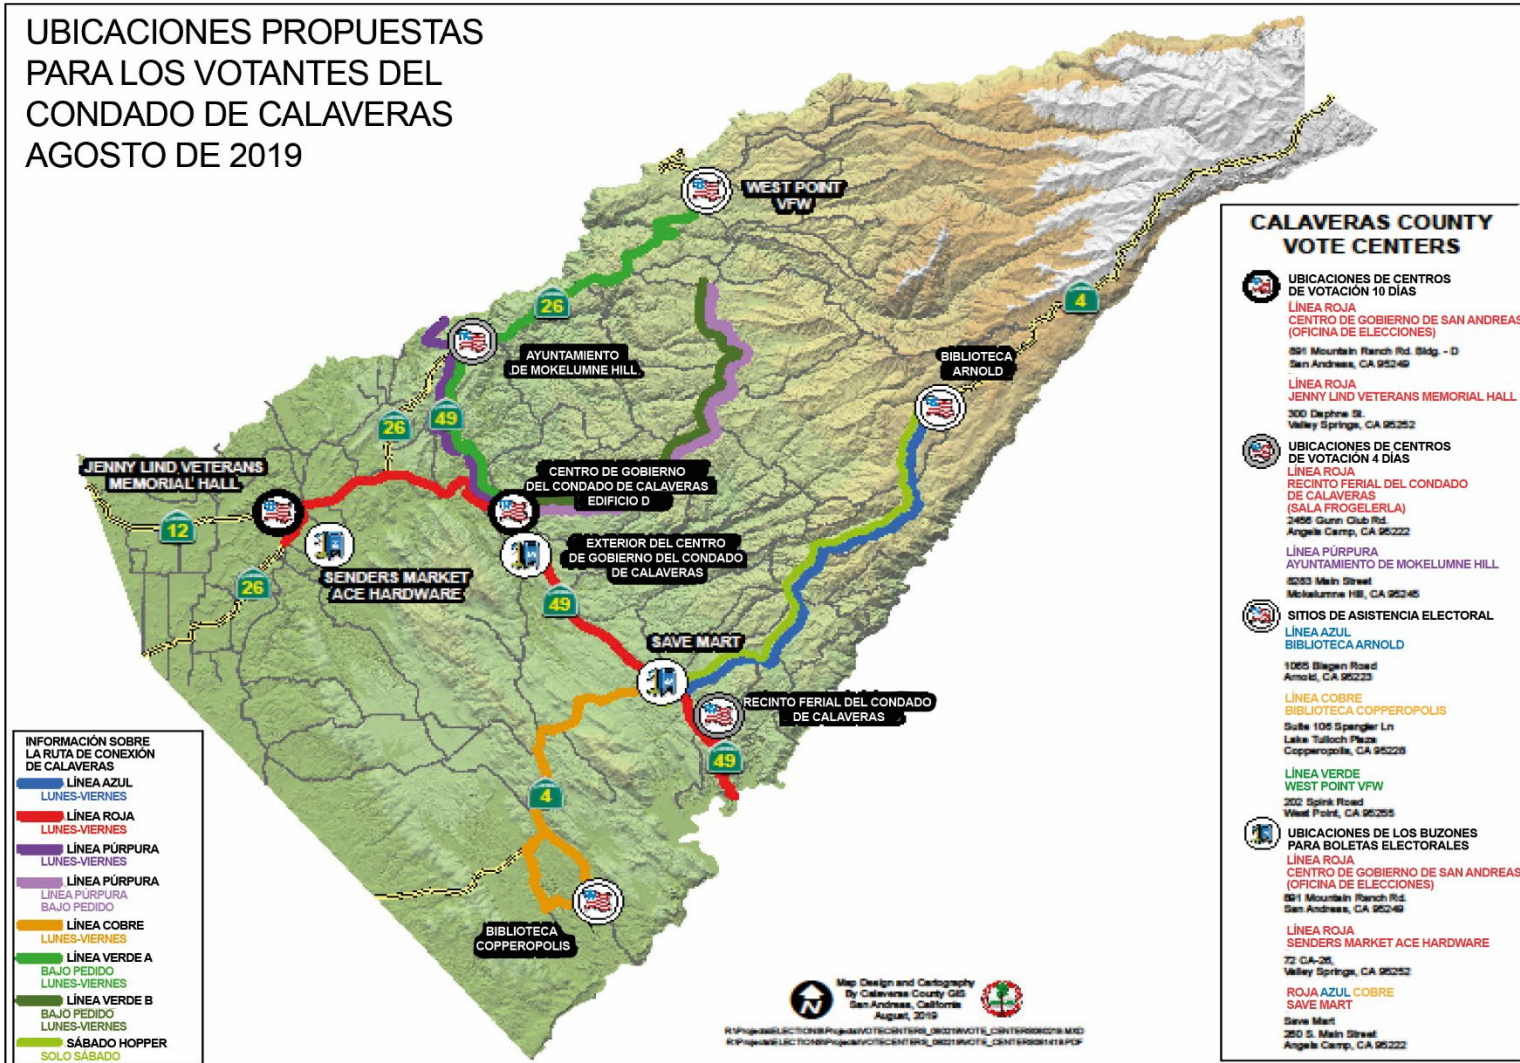 UBICACIONES PROPUESTAS
PARA LOS VOTANTES DEL
CONDADO DE CALAVERAS
AGOSTO DE 2019
WEST POINT
VFW
26
4
AYUNTAMIENTO
DE MOKELUMNE HILL
BIBLIOTECA
ARNOLD
49
26
JENNY LIND VETERANS
MEMORIAL HALL
CENTRO DE GOBIERNO
DEL CONDADO DE CALAVERAS
EDIFICIO D
12
EXTERIOR DEL CENTRO
DE GOBIERNO DEL CONDADO
DE CALAVERAS
SENDERS MARKET
ACE HARDWARE
26
49
SAVE MART
RECINTO FERIAL DEL CONDADO
DE CALAVERAS
49
4
BIBLIOTECA
COPPEROPOLIS
INFORMACIÓN SOBRE
LA RUTA DE CONEXIÓN
DE CALAVERAS
LÍNEA AZUL
LUNES-VIERNES
LÍNEA ROJA
LUNES-VIERNES
LÍNEA PÚRPURA
LUNES-VIERNES
LÍNEA PÚRPURA
LÍNEA PÚRPURA
BAJO PEDIDO
LÍNEA COBRE
LUNES-VIERNES
LÍNEA VERDE A
BAJO PEDIDO
LUNES-VIERNES
LÍNEA VERDE B
BAJO PEDIDO
LUNES-VIERNES
SÁBADO HOPPER
SOLO SÁBADO
N
Map Design and Cartography
By Calaveras County GIS
San Andreas, California
August, 2019
CALAVERAS COUNTY
VOTE CENTERS
UBICACIONES DE CENTROS
DE VOTACIÓN 10 DÍAS
LÍNEA ROJA
CENTRO DE GOBIERNO DE SAN ANDREAS
(OFICINA DE ELECCIONES)
891 Mountain Ranch Rd. Bldg. - D
San Andreas, CA 95249
LÍNEA ROJA
JENNY LIND VETERANS MEMORIAL HALL
300 Daphne St.
Valley Springs, CA 95252
UBICACIONES DE CENTROS
DE VOTACIÓN 4 DÍAS
LÍNEA ROJA
RECINTO FERIAL DEL CONDADO
DE CALAVERAS
(SALA FROGELERLA)
2456 Gunn Club Rd.
Angels Camp, CA 95222
LÍNEA PÚRPURA
AYUNTAMIENTO DE MOKELUMNE HILL
8283 Main Street
Mokelumne Hill, CA 95245
SITIOS DE ASISTENCIA ELECTORAL
LÍNEA AZUL
BIBLIOTECA ARNOLD
1065 Blagen Road
Arnold, CA 95223
LÍNEA COBRE
BIBLIOTECA COPPEROPOLIS
Suite 106 Spangler Ln
Lake Tulloch Plaza
Copperopolis, CA 95228
LÍNEA VERDE
WEST POINT VFW
202 Spink Road
West Point, CA 95255
UBICACIONES DE LOS BUZONES
PARA BOLETAS ELECTORALES
LÍNEA ROJA
CENTRO DE GOBIERNO DE SAN ANDREAS
(OFICINA DE ELECCIONES)
891 Mountain Ranch Rd.
San Andreas, CA 95249
LÍNEA ROJA
SENDERS MARKET ACE HARDWARE
72 CA-26,
Valley Springs, CA 95252
ROJA AZUL COBRE
SAVE MART
Save Mart
260 S. Main Street
Angels Camp, CA 95222